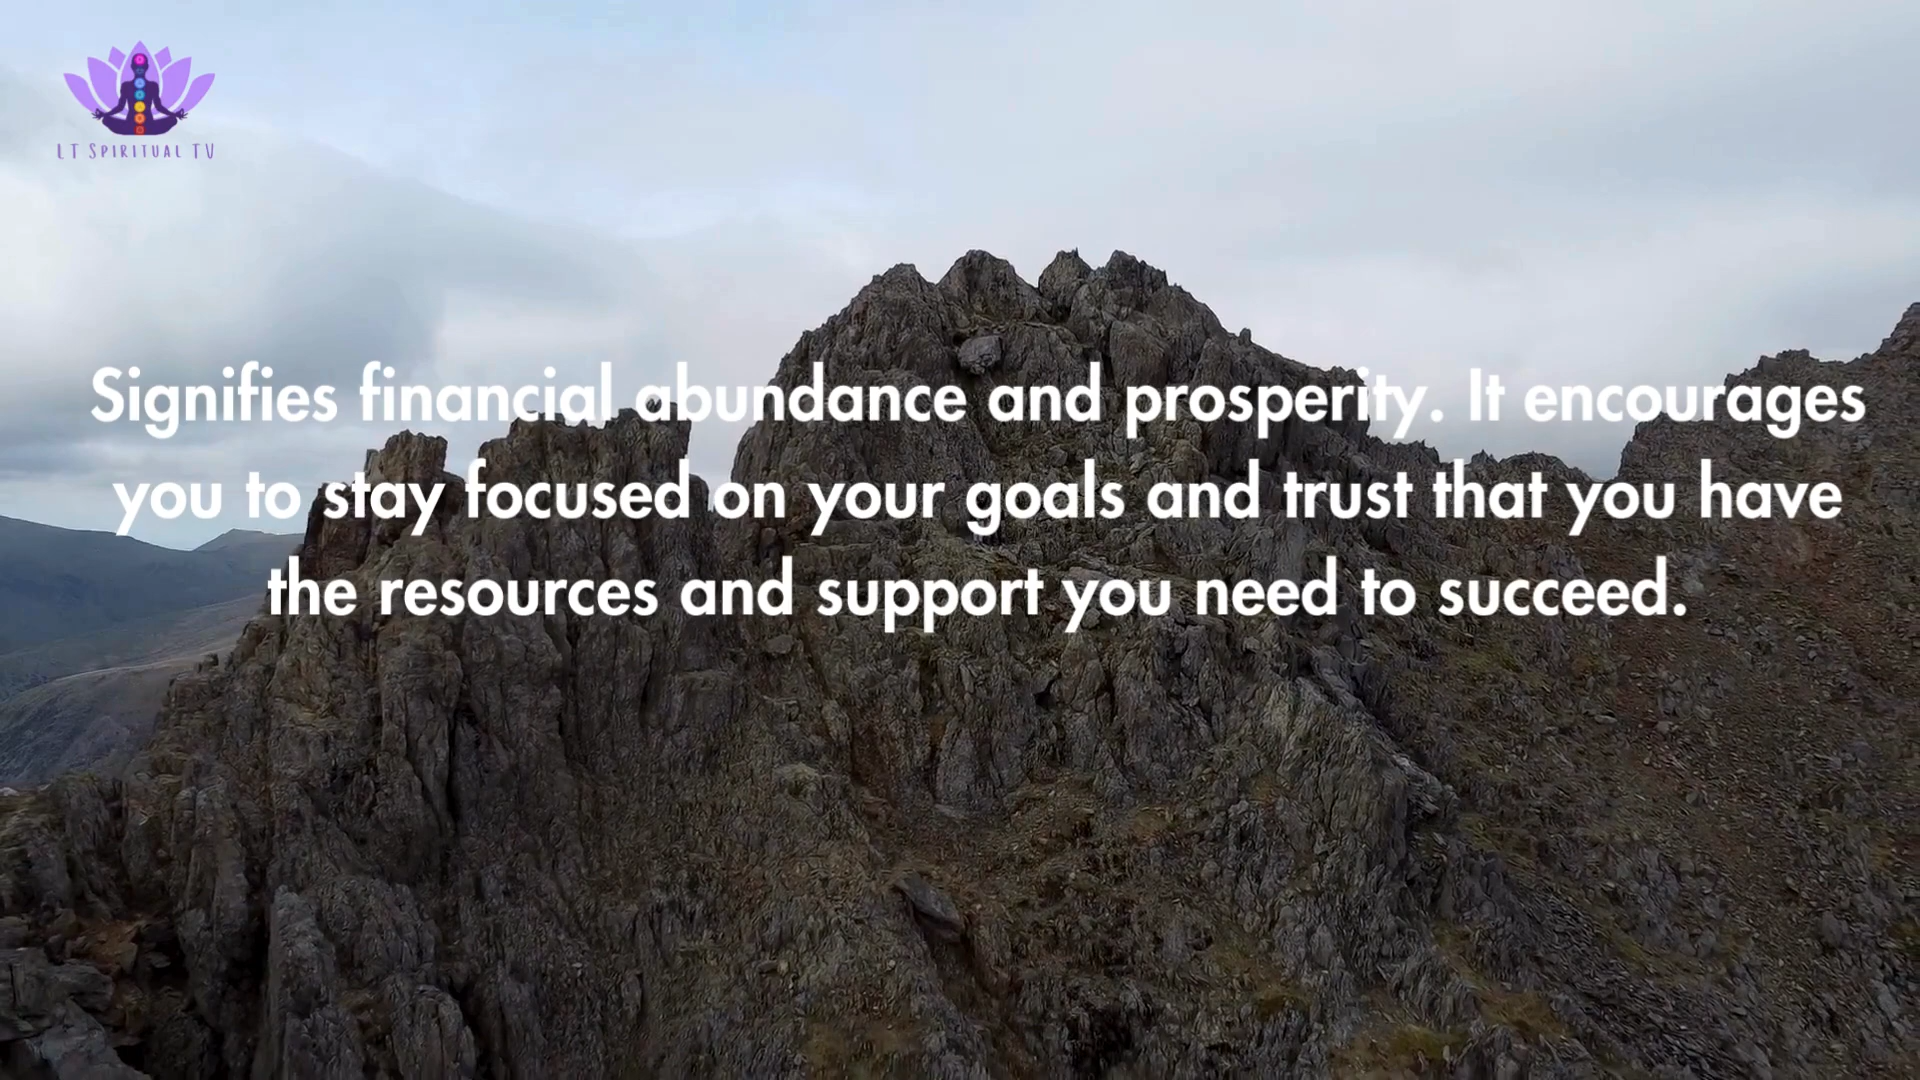 LT SPIRITUAL TV
Signifies financial abundance and prosperity. It encourages
you to stay focused on your goals and trust that you have
the resources and support you need to succeed.